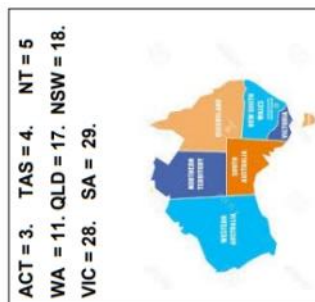 ACT = 3. TAS = 4. NT = 5
WA = 11. QLD = 17. NSW = 18.
VIC = 28. SA = 29.
NORTHERN
TERRITORY
QUEENSLAND
WESTERN
AUSTRALIA
SOUTH
AUSTRALIA
NEW SOUTH
WALES
VICTORIA